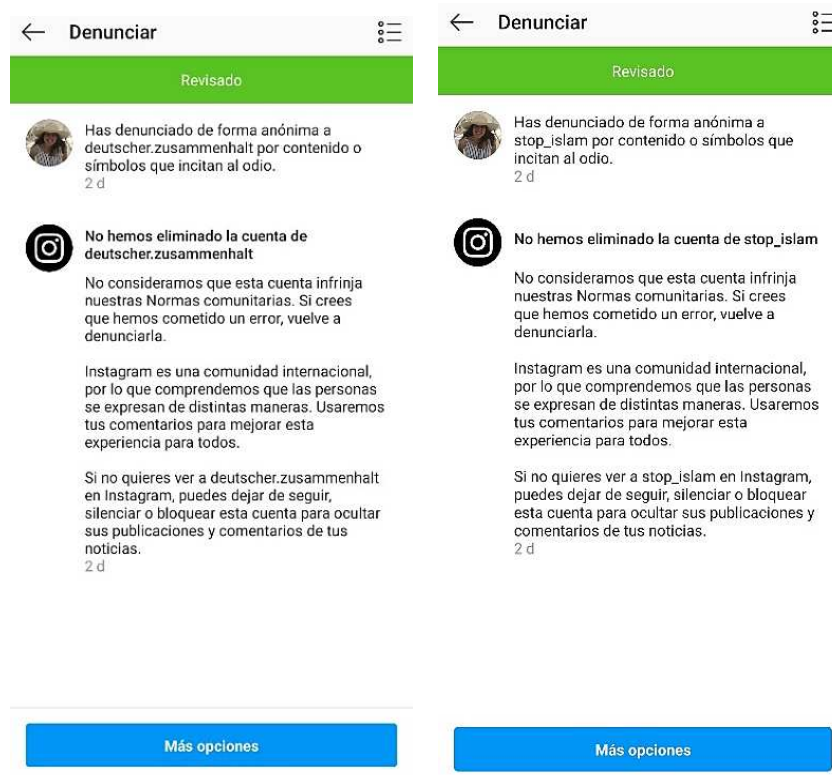 Denunciar
Revisado
Has denunciado de forma anónima a
deutscher.zusammenhalt por contenido o
símbolos que incitan al odio.
2 d
No hemos eliminado la cuenta de
deutscher.zusammenhalt
No consideramos que esta cuenta infrinja
nuestras Normas comunitarias. Si crees
que hemos cometido un error, vuelve a
denunciarla.
Instagram es una comunidad internacional,
por lo que comprendemos que las personas
se expresan de distintas maneras. Usaremos
tus comentarios para mejorar esta
experiencia para todos.
Si no quieres ver a deutscher.zusammenhalt
en Instagram, puedes dejar de seguir,
silenciar o bloquear esta cuenta para ocultar
sus publicaciones y comentarios de tus
noticias.
2 d
Más opciones
Denunciar
Revisado
Has denunciado de forma anónima a
stop_islam por contenido o símbolos que
incitan al odio.
2 d
No hemos eliminado la cuenta de stop_islam
No consideramos que esta cuenta infrinja
nuestras Normas comunitarias. Si crees
que hemos cometido un error, vuelve a
denunciarla.
Instagram es una comunidad internacional,
por lo que comprendemos que las personas
se expresan de distintas maneras. Usaremos
tus comentarios para mejorar esta
experiencia para todos.
Si no quieres ver a stop_islam en Instagram,
puedes dejar de seguir, silenciar o bloquear
esta cuenta para ocultar sus publicaciones y
comentarios de tus noticias.
2 d
Más opciones